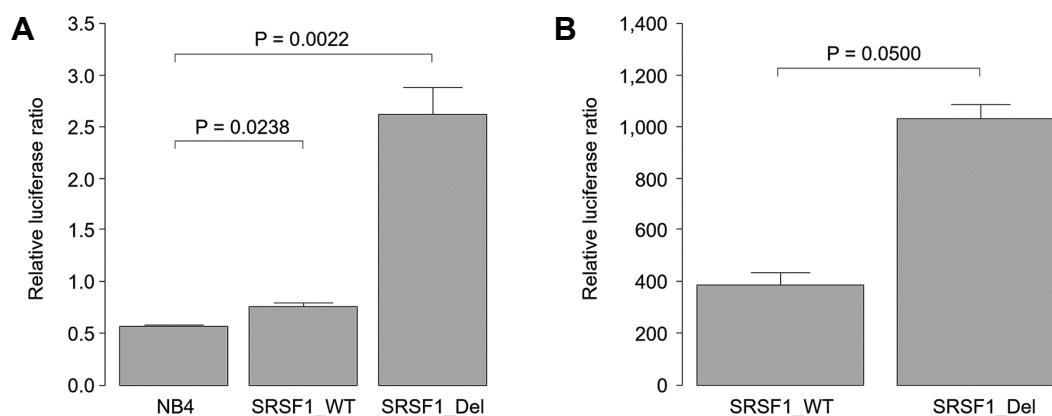 A
Relative luciferase ratio
3.5
3.0
2.5
2.0
1.5
1.0
0.5
0.0
P = 0.0022
P = 0.0238
NB4
SRSF1_WT
SRSF1_Del
B
Relative luciferase ratio
1,400
1,200
1,000
800
600
400
200
0
P = 0.0500
SRSF1_WT
SRSF1_Del